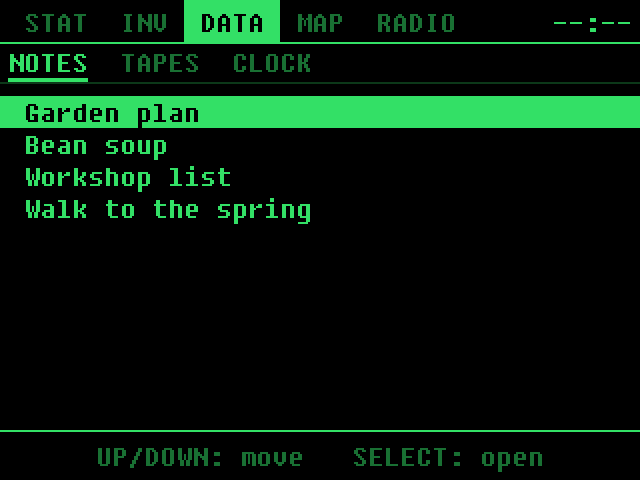 STAT INV DATA MAP RADIO --:--
NOTES TAPES CLOCK
Garden plan
Bean soup
Workshop list
Walk to the spring
UP/DOWN: move SELECT: open